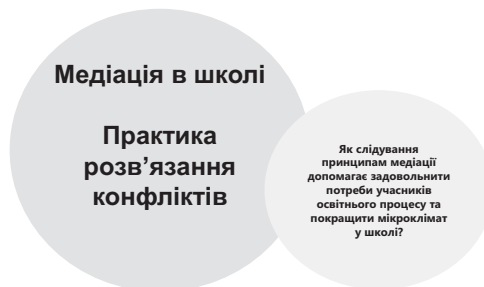 Медіація в школі
Практика
розв’язання
конфліктів
Як слідування
принципам медіації
допомагає задовольнити
потреби учасників
освітнього процесу та
покращити мікроклімат
у школі?